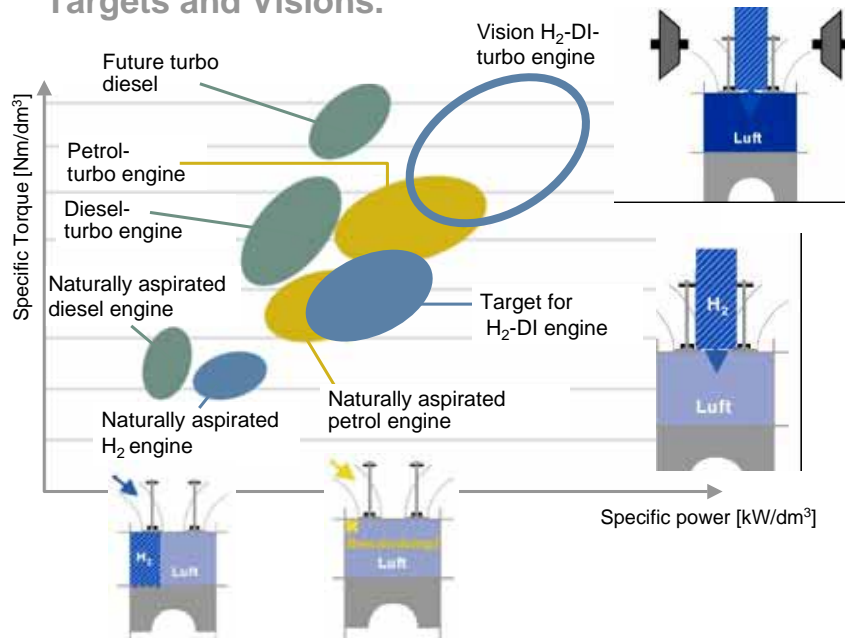 Targets and Visions.
Vision H₂-DI-
turbo engine
Future turbo
diesel
Luft
Petrol-
turbo engine
Diesel-
turbo engine
Specific Torque [Nm/dm³]
Naturally aspirated
diesel engine
Target for
H₂-DI engine
H₂
Luft
Naturally aspirated
petrol engine
Naturally aspirated
H₂ engine
Specific power [kW/dm³]
H₂
Luft
Luft